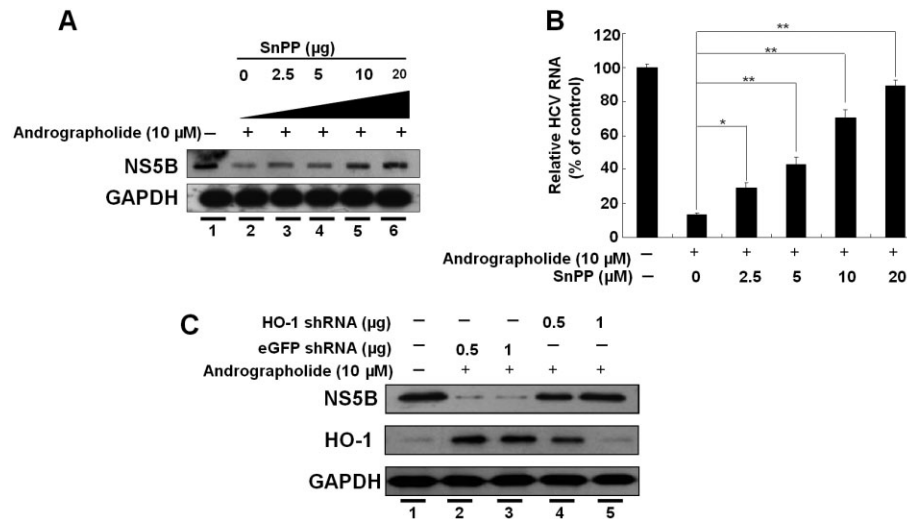 A
SnPP (µg)
0 2.5 5 10 20
Andrographolide (10 µM) – + + + + +
NS5B
GAPDH
1 2 3 4 5 6
B
Relative HCV RNA
(% of control)
120
100
80
60
40
20
0
**
**
**
*
Andrographolide (10 µM) – + + + + +
SnPP (µM) – 0 2.5 5 10 20
C
HO-1 shRNA (µg) – – – 0.5 1
eGFP shRNA (µg) – 0.5 1 – –
Andrographolide (10 µM) – + + + +
NS5B
HO-1
GAPDH
1 2 3 4 5